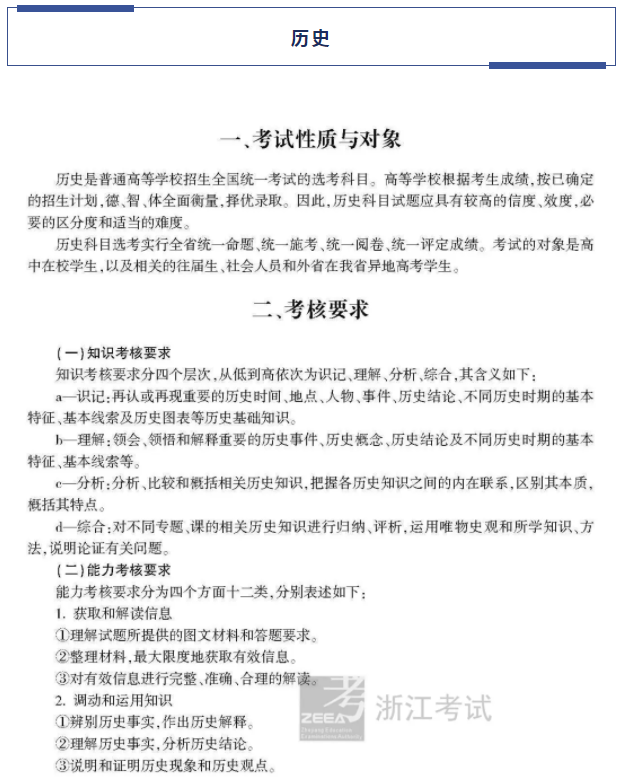 历史
一、考试性质与对象
历史是普通高等学校招生全国统一考试的选考科目。高等学校根据考生成绩,按已确定
的招生计划,德、智、体全面衡量,择优录取。因此,历史科目试题应具有较高的信度、效度,必
要的区分度和适当的难度。
历史科目选考实行全省统一命题、统一施考、统一阅卷、统一评定成绩。考试的对象是高
中在校学生,以及相关的往届生、社会人员和外省在我省异地高考学生。
二、考核要求
(一)知识考核要求
知识考核要求分四个层次,从低到高依次为识记、理解、分析、综合,其含义如下:
a—识记:再认或再现重要的历史时间、地点、人物、事件、历史结论、不同历史时期的基本
特征、基本线索及历史图表等历史基础知识。
b—理解:领会、领悟和解释重要的历史事件、历史概念、历史结论及不同历史时期的基本
特征、基本线索等。
c—分析:分析、比较和概括相关历史知识,把握各历史知识之间的内在联系,区别其本质,
概括其特点。
d—综合:对不同专题、课的相关历史知识进行归纳、评析,运用唯物史观和所学知识、方
法,说明论证有关问题。
(二)能力考核要求
能力考核要求分为四个方面十二类,分别表述如下:
1. 获取和解读信息
①理解试题所提供的图文材料和答题要求。
②整理材料,最大限度地获取有效信息。
③对有效信息进行完整、准确、合理的解读。
2. 调动和运用知识
①辨别历史事实,作出历史解释。
②理解历史事实,分析历史结论。
③说明和证明历史现象和历史观点。
考
ZEEA
Zhejiang Education
Examinations Authority
浙江考试